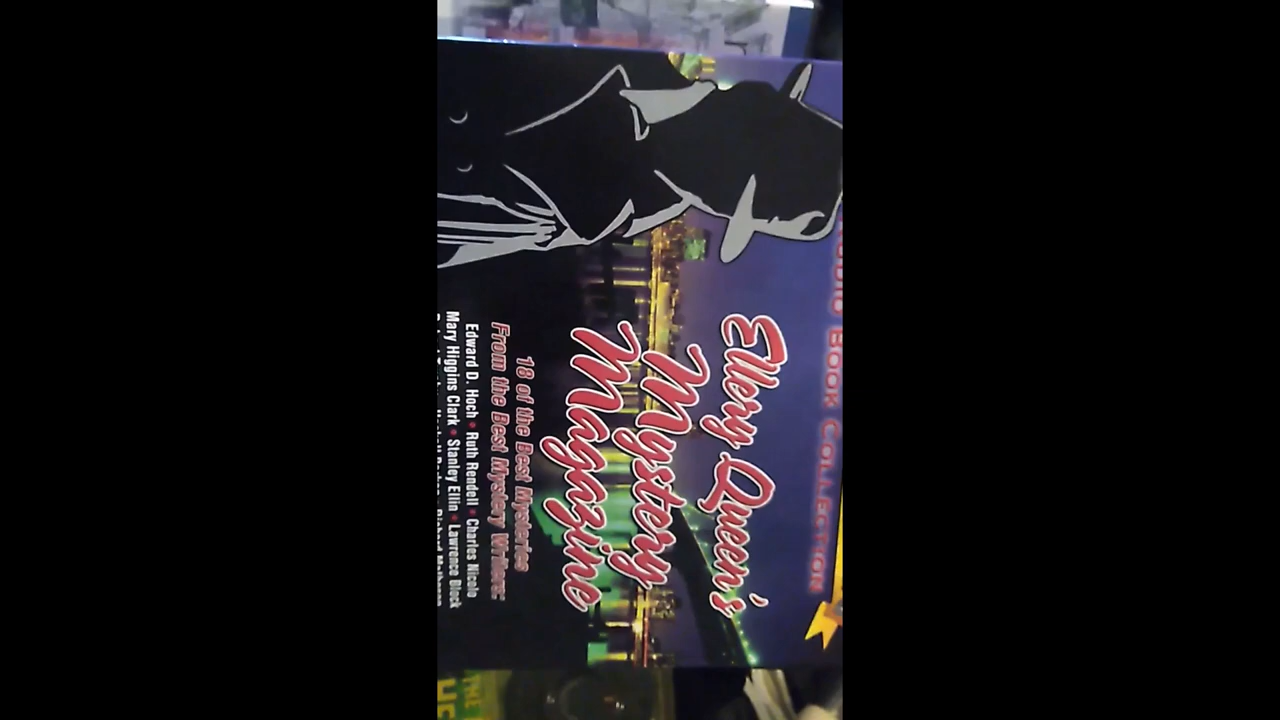 AUDIO BOOK COLLECTION
Ellery Queen's
Mystery
Magazine
18 of the Best Mysteries
From the Best Mystery Writers:
Edward D. Hoch • Ruth Rendell • Charles Nicolo
Mary Higgins Clark • Stanley Ellin • Lawrence Block
THE